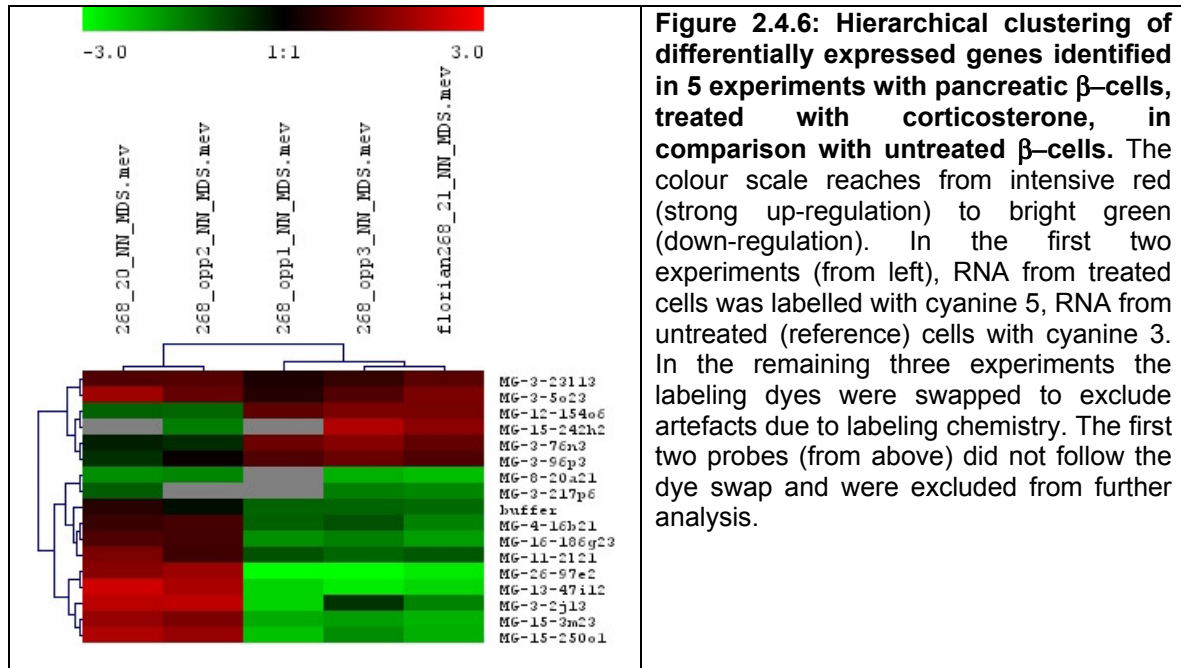 -3.0 1:1 3.0
268_20_NN_MDS.mev
268_opp2_NN_MDS.mev
268_opp1_NN_MDS.mev
268_opp3_NN_MDS.mev
florian268_21_NN_MDS.mev
MG-3-23113
MG-3-5o23
MG-12-154o6
MG-15-242h2
MG-3-76n3
MG-3-96p3
MG-8-20a21
MG-3-217p6
buffer
MG-4-16b21
MG-16-186g23
MG-11-2121
MG-26-97e2
MG-13-47i12
MG-3-2j13
MG-15-3m23
MG-15-250o1
Figure 2.4.6: Hierarchical clustering of
differentially expressed genes identified
in 5 experiments with pancreatic β–cells,
treated with corticosterone, in
comparison with untreated β–cells. The
colour scale reaches from intensive red
(strong up-regulation) to bright green
(down-regulation). In the first two
experiments (from left), RNA from treated
cells was labelled with cyanine 5, RNA from
untreated (reference) cells with cyanine 3.
In the remaining three experiments the
labeling dyes were swapped to exclude
artefacts due to labeling chemistry. The first
two probes (from above) did not follow the
dye swap and were excluded from further
analysis.